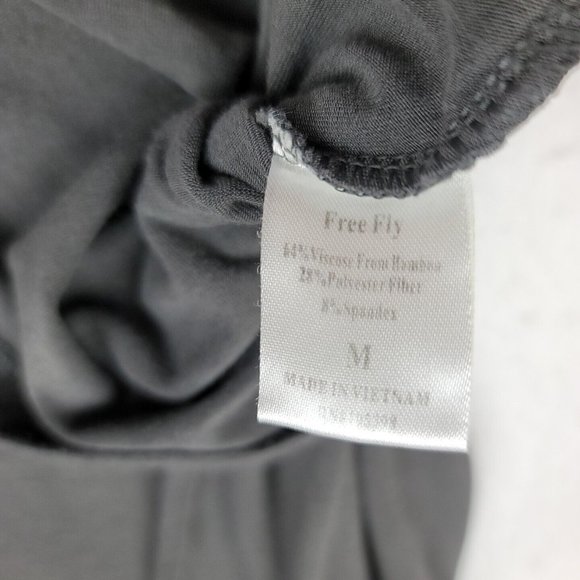 Free Fly
64% Viscose From Bamboo
28% Polyester Fiber
8% Spandex
M
MADE IN VIETNAM